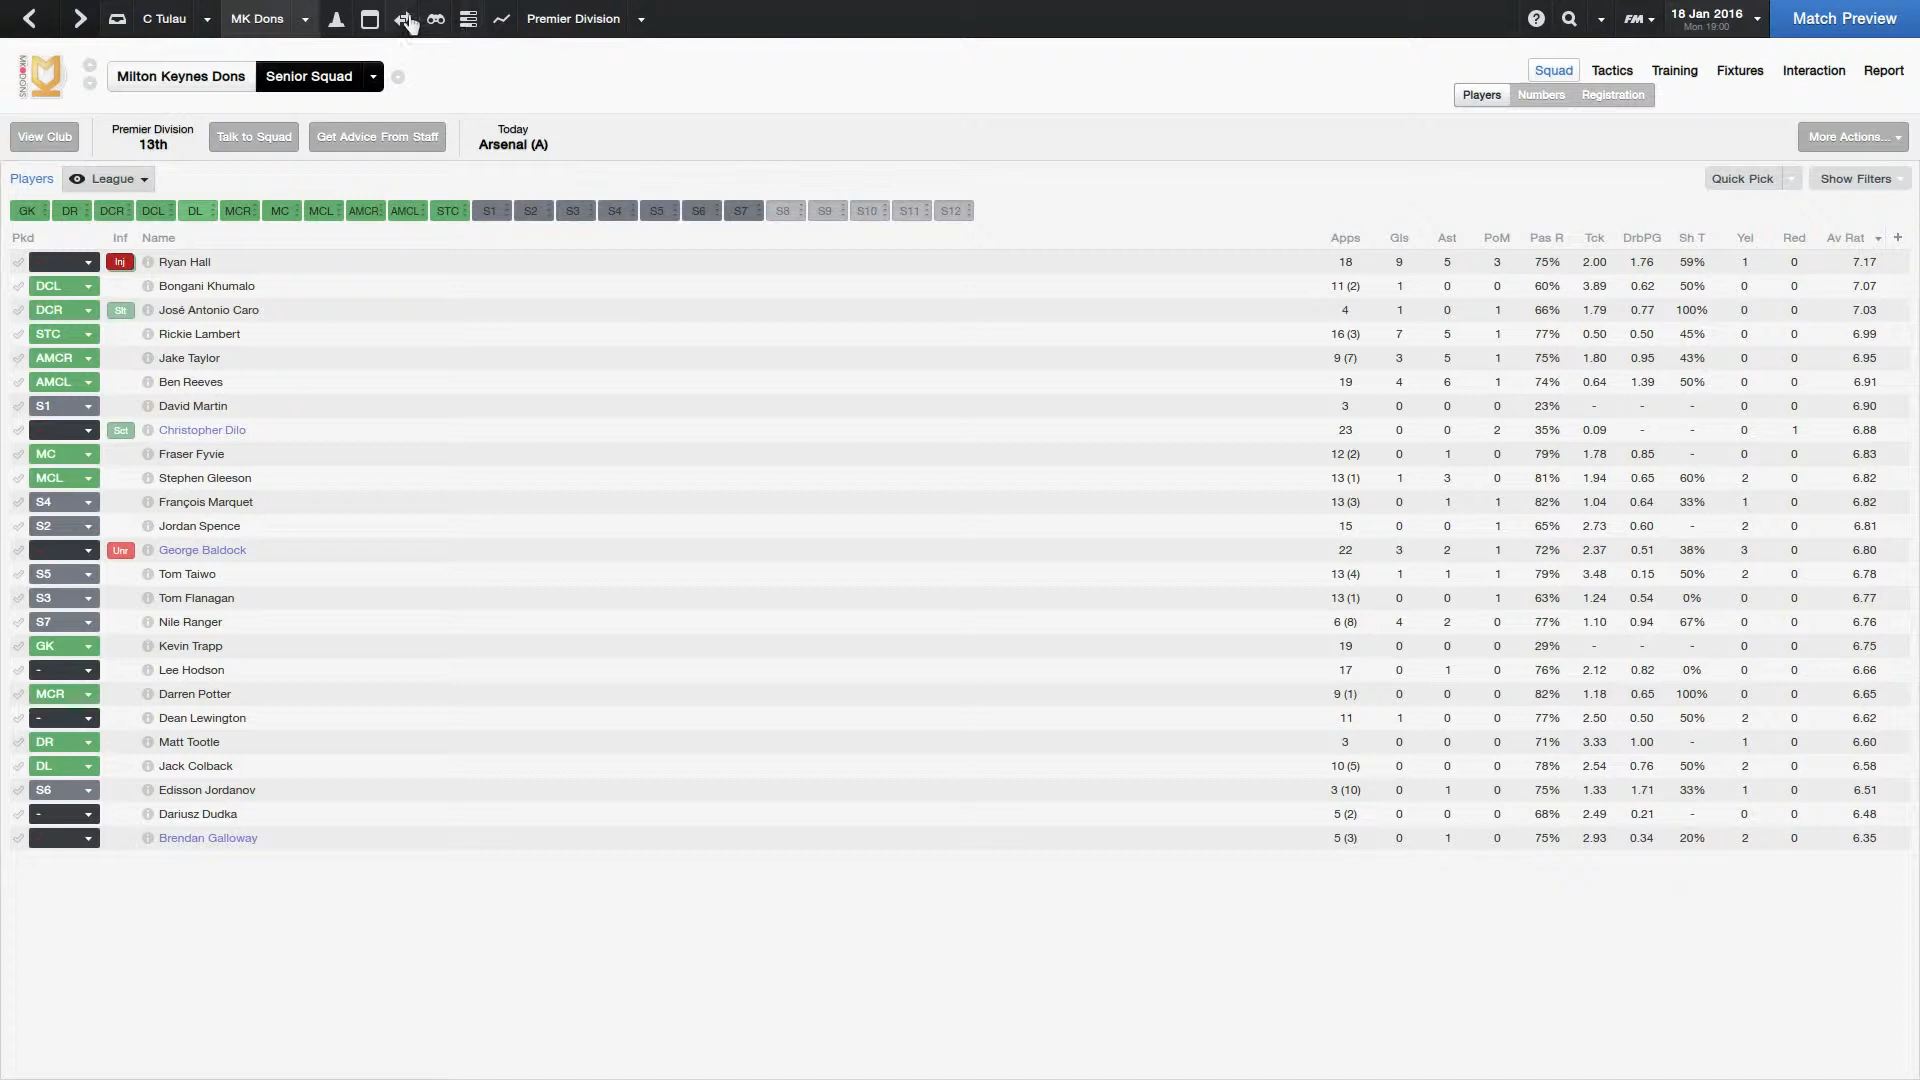 C Tulau MK Dons Premier Division FM 18 Jan 2016 Mon 19:00 Match Preview
MK DONS
Milton Keynes Dons Senior Squad
Squad Tactics Training Fixtures Interaction Report
Players Numbers Registration
View Club Premier Division 13th Talk to Squad Get Advice From Staff Today Arsenal (A) More Actions...
Players League Quick Pick Show Filters
GK DR DCR DCL DL MCR MC MCL AMCR AMCL STC S1 S2 S3 S4 S5 S6 S7 S8 S9 S10 S11 S12
Pkd Inf Name Apps Gls Ast PoM Pas R Tck DrbPG Sh T Yel Red Av Rat +
Inj Ryan Hall 18 9 5 3 75% 2.00 1.76 59% 1 0 7.17
DCL Bongani Khumalo 11 (2) 1 0 0 60% 3.89 0.62 50% 0 0 7.07
DCR Slt José Antonio Caro 4 1 0 1 66% 1.79 0.77 100% 0 0 7.03
STC Rickie Lambert 16 (3) 7 5 1 77% 0.50 0.50 45% 0 0 6.99
AMCR Jake Taylor 9 (7) 3 5 1 75% 1.80 0.95 43% 0 0 6.95
AMCL Ben Reeves 19 4 6 1 74% 0.64 1.39 50% 0 0 6.91
S1 David Martin 3 0 0 0 23% - - - 0 0 6.90
Sct Christopher Dilo 23 0 0 2 35% 0.09 - - 0 1 6.88
MC Fraser Fyvie 12 (2) 0 1 0 79% 1.78 0.85 - 0 0 6.83
MCL Stephen Gleeson 13 (1) 1 3 0 81% 1.94 0.65 60% 2 0 6.82
S4 François Marquet 13 (3) 0 1 1 82% 1.04 0.64 33% 1 0 6.82
S2 Jordan Spence 15 0 0 1 65% 2.73 0.60 - 2 0 6.81
Unr George Baldock 22 3 2 1 72% 2.37 0.51 38% 3 0 6.80
S5 Tom Taiwo 13 (4) 1 1 1 79% 3.48 0.15 50% 2 0 6.78
S3 Tom Flanagan 13 (1) 0 0 1 63% 1.24 0.54 0% 0 0 6.77
S7 Nile Ranger 6 (8) 4 2 0 77% 1.10 0.94 67% 0 0 6.76
GK Kevin Trapp 19 0 0 0 29% - - - 0 0 6.75
- Lee Hodson 17 0 1 0 76% 2.12 0.82 0% 0 0 6.66
MCR Darren Potter 9 (1) 0 0 0 82% 1.18 0.65 100% 0 0 6.65
- Dean Lewington 11 1 0 0 77% 2.50 0.50 50% 2 0 6.62
DR Matt Tootle 3 0 0 0 71% 3.33 1.00 - 1 0 6.60
DL Jack Colback 10 (5) 0 0 0 78% 2.54 0.76 50% 2 0 6.58
S6 Edisson Jordanov 3 (10) 0 1 0 75% 1.33 1.71 33% 1 0 6.51
- Dariusz Dudka 5 (2) 0 0 0 68% 2.49 0.21 - 0 0 6.48
Brendan Galloway 5 (3) 0 1 0 75% 2.93 0.34 20% 2 0 6.35